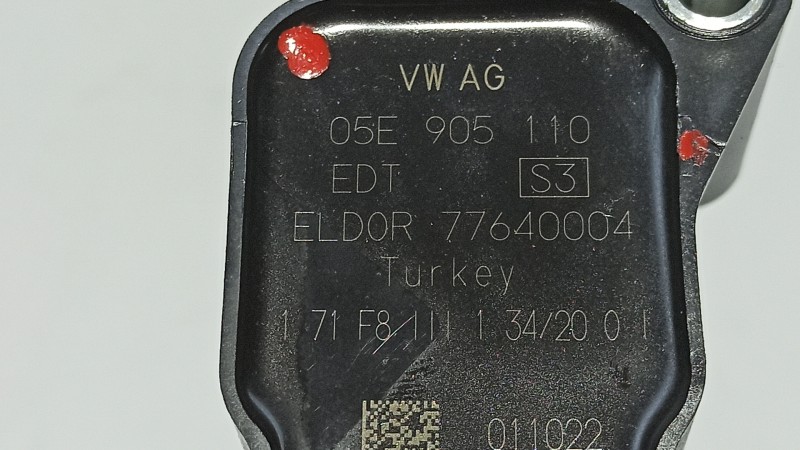 VW AG
05E 905 110
EDT S3
ELDOR 77640004
Turkey
1 71 F8/III 1 34/20 0 1
011022